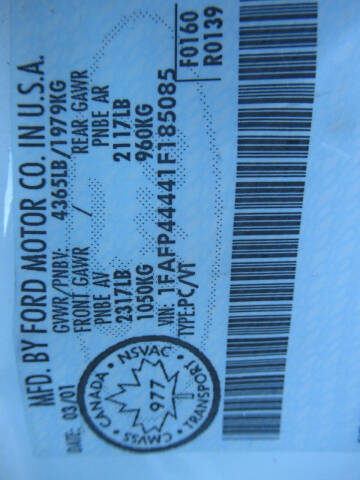 MFD. BY FORD MOTOR CO. IN U.S.A.
DATE: 03/01
GVWR/PNBV: 4365LB/1979KG
FRONT GAWR / REAR GAWR
PNBE AV PNBE AR
2317LB 2117LB
1050KG 960KG
VIN: 1FAFP44441F185085
TYPE:PC/VT
F0160
R0139
CANADA • NSVAC • TRANSPORT • CMVSS
977